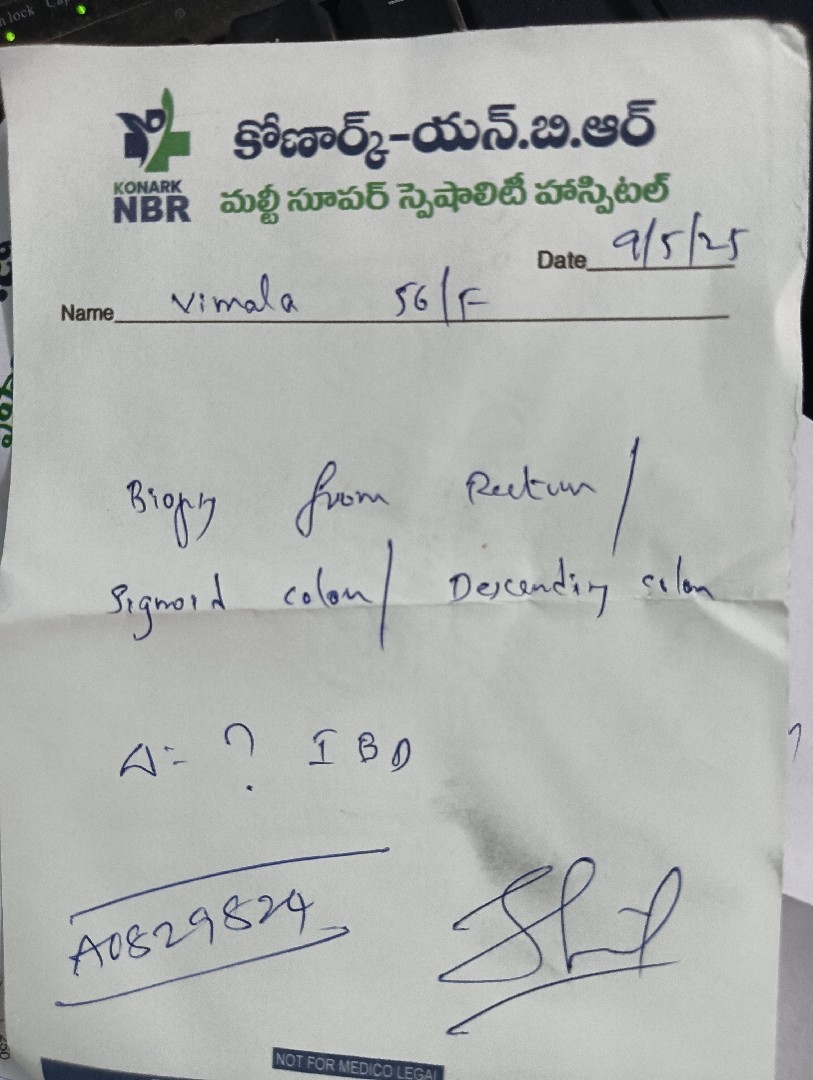 KONARK
NBR
కోణార్క్-యన్.బి.ఆర్
మల్టీ సూపర్ స్పెషాలిటీ హాస్పిటల్
Date 9/5/25
Name Vimala 56/F
Biopsy from Rectum /
Sigmoid colon / Descending colon
Δ:- ? IBD
A0829824
NOT FOR MEDICO LEGAL